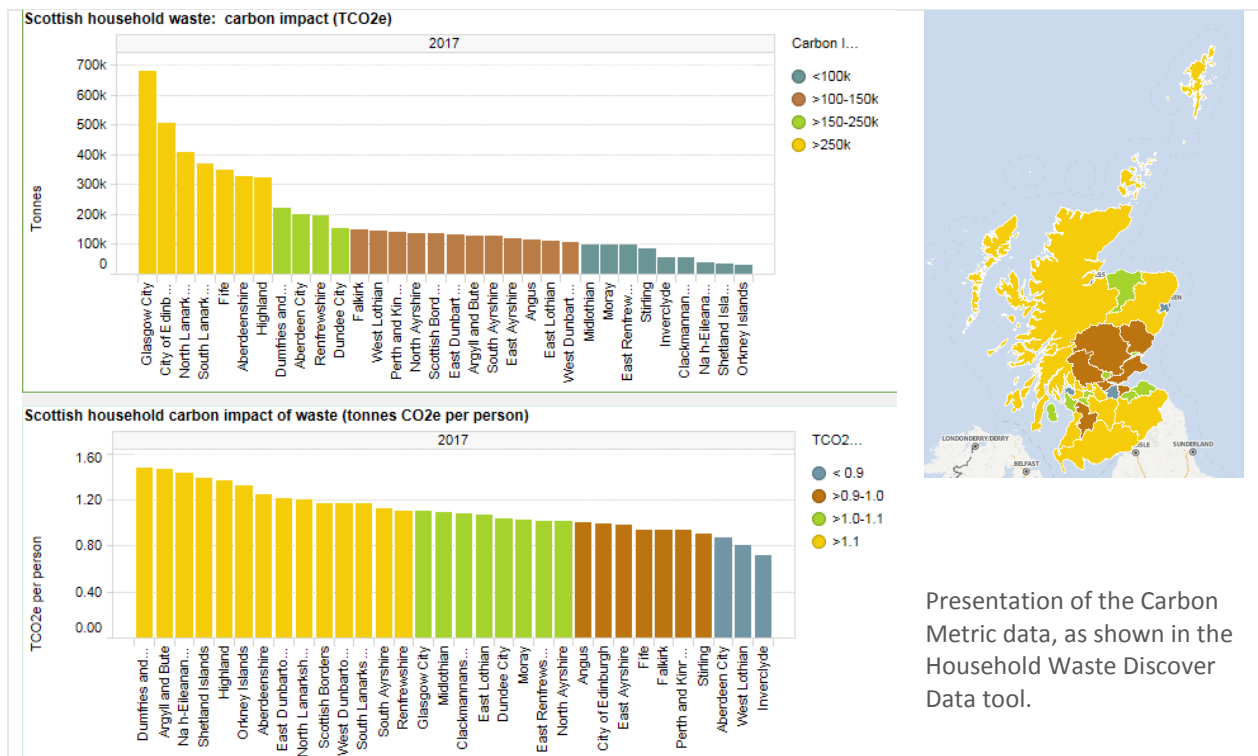 Scottish household waste:  carbon impact (TCO2e)
2017
Carbon I...
<100k
>100-150k
>150-250k
>250k
700k
600k
500k
400k
300k
200k
100k
0
Tonnes
Glasgow City
City of Edinb...
North Lanark...
South Lanark...
Fife
Aberdeenshire
Highland
Dumfries and...
Aberdeen City
Renfrewshire
Dundee City
Falkirk
West Lothian
Perth and Kin...
North Ayrshire
Scottish Bord...
East Dunbart...
Argyll and Bute
South Ayrshire
East Ayrshire
Angus
East Lothian
West Dunbart...
Midlothian
Moray
East Renfrew...
Stirling
Inverclyde
Clackmannan...
Na h-Eileana...
Shetland Isla...
Orkney Islands
Scottish household carbon impact of waste (tonnes CO2e per person)
2017
TCO2...
< 0.9
>0.9-1.0
>1.0-1.1
>1.1
1.60
1.20
0.80
0.40
0.00
TCO2e per person
Dumfries and...
Argyll and Bute
Na h-Eileanan...
Shetland Islands
Highland
Orkney Islands
Aberdeenshire
East Dunbarto...
North Lanarksh...
Scottish Borders
West Dunbarto...
South Lanarks...
South Ayrshire
Renfrewshire
Glasgow City
Midlothian
Clackmannans...
East Lothian
Dundee City
Moray
East Renfrews...
North Ayrshire
Angus
City of Edinburgh
East Ayrshire
Fife
Falkirk
Perth and Kinr...
Stirling
Aberdeen City
West Lothian
Inverclyde
SS
EN
LONDONDERRY/DERRY
BELFAST
ISLE
SUNDERLAND
Presentation of the Carbon
Metric data, as shown in the
Household Waste Discover
Data tool.